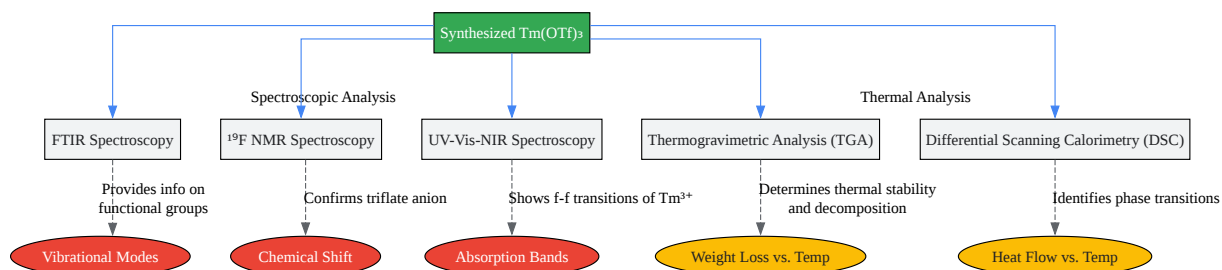 Synthesized Tm(OTf)₃
Spectroscopic Analysis
Thermal Analysis
FTIR Spectroscopy
¹⁹F NMR Spectroscopy
UV-Vis-NIR Spectroscopy
Thermogravimetric Analysis (TGA)
Differential Scanning Calorimetry (DSC)
Provides info on
functional groups
Confirms triflate anion
Shows f-f transitions of Tm³⁺
Determines thermal stability
and decomposition
Identifies phase transitions
Vibrational Modes
Chemical Shift
Absorption Bands
Weight Loss vs. Temp
Heat Flow vs. Temp